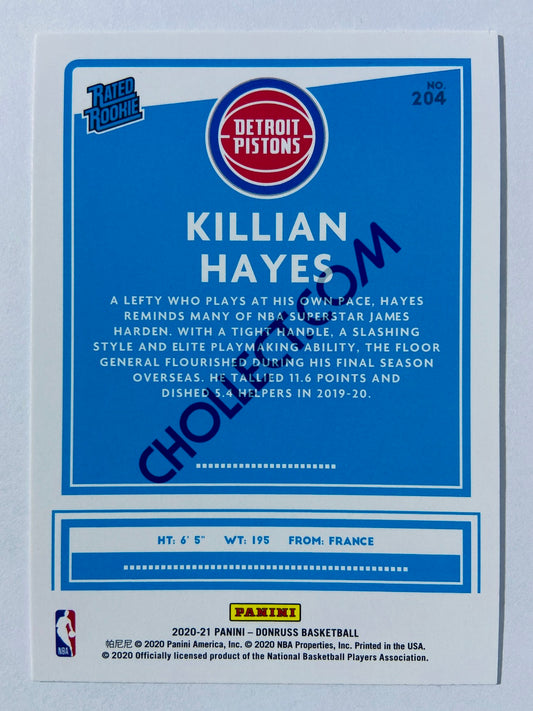 RATED
ROOKIE
NO.
204
DETROIT
PISTONS
KILLIAN
HAYES
A LEFTY WHO PLAYS AT HIS OWN PACE, HAYES
REMINDS MANY OF NBA SUPERSTAR JAMES
HARDEN. WITH A TIGHT HANDLE, A SLASHING
STYLE AND ELITE PLAYMAKING ABILITY, THE FLOOR
GENERAL FLOURISHED DURING HIS FINAL SEASON
OVERSEAS. HE TALLIED 11.6 POINTS AND
DISHED 5.4 HELPERS IN 2019-20.
CHOLLECT.COM
HT: 6' 5" WT: 195 FROM: FRANCE
PANINI
2020-21 PANINI – DONRUSS BASKETBALL
帕尼尼 © 2020 Panini America, Inc. © 2020 NBA Properties, Inc. Printed in the USA.
© 2020 Officially licensed product of the National Basketball Players Association.
NBA